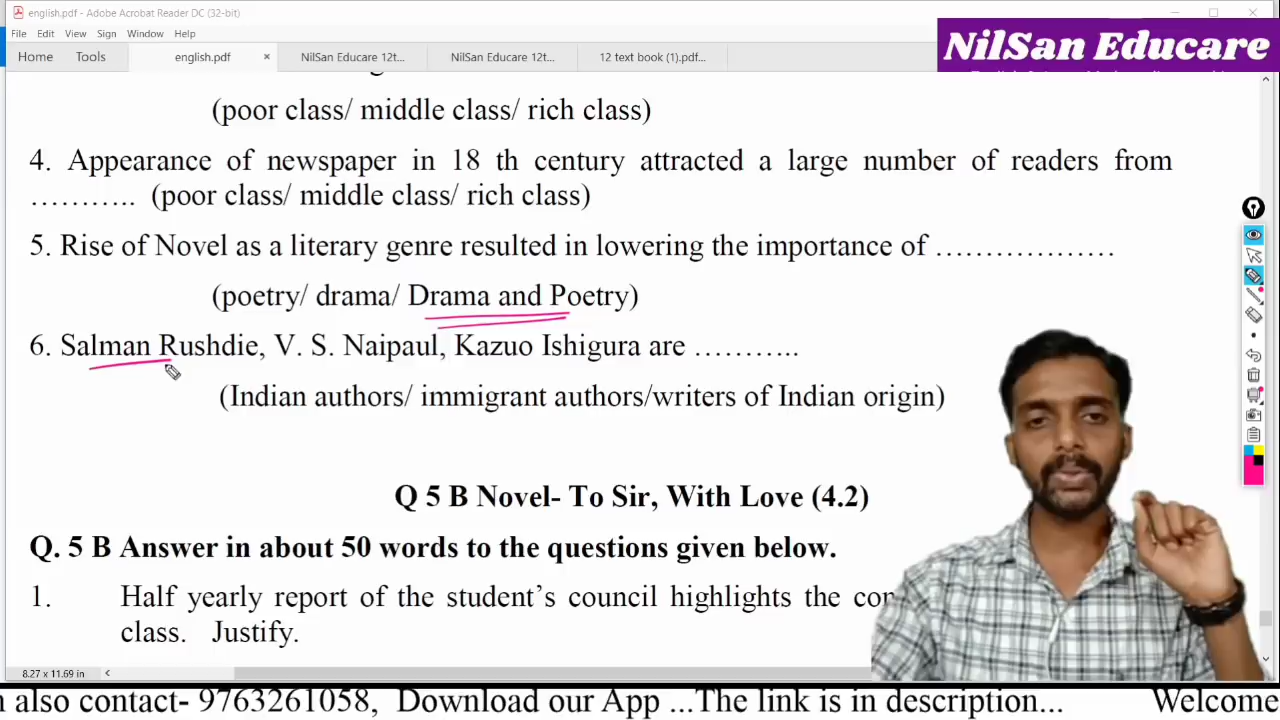 english.pdf - Adobe Acrobat Reader DC (32-bit)
File Edit View Sign Window Help
Home Tools english.pdf × NilSan Educare 12t... NilSan Educare 12t... 12 text book (1).pdf...
NilSan Educare
(poor class/ middle class/ rich class)
4. Appearance of newspaper in 18 th century attracted a large number of readers from
……….. (poor class/ middle class/ rich class)
5. Rise of Novel as a literary genre resulted in lowering the importance of ………………
(poetry/ drama/ Drama and Poetry)
6. Salman Rushdie, V. S. Naipaul, Kazuo Ishigura are ………..
(Indian authors/ immigrant authors/writers of Indian origin)
Q 5 B Novel- To Sir, With Love (4.2)
Q. 5 B Answer in about 50 words to the questions given below.
1. Half yearly report of the student's council highlights the
class. Justify.
8.27 x 11.69 in
also contact- 9763261058, Download our App ...The link is in description... Welcome